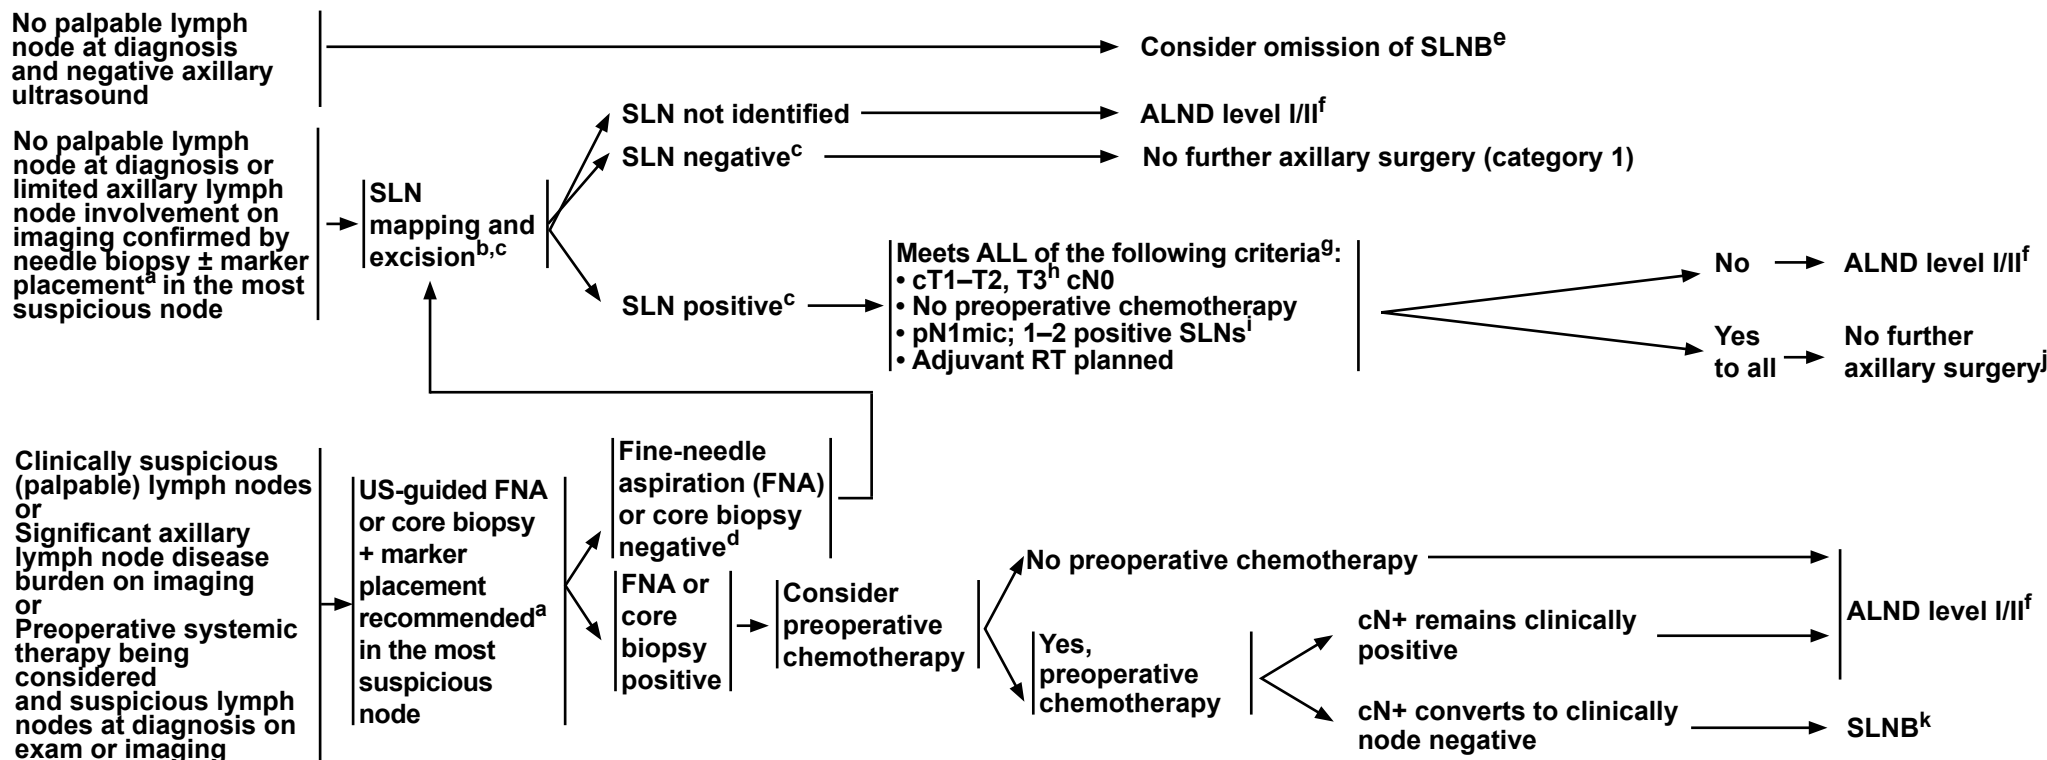 No palpable lymph
node at diagnosis
and negative axillary
ultrasound
Consider omission of SLNBe
No palpable lymph
node at diagnosis or
limited axillary lymph
node involvement on
imaging confirmed by
needle biopsy ± marker
placementa in the most
suspicious node
SLN
mapping and
excisionb,c
SLN not identified
ALND level I/IIf
SLN negativec
No further axillary surgery (category 1)
SLN positivec
Meets ALL of the following criteriag:
• cT1–T2, T3h cN0
• No preoperative chemotherapy
• pN1mic; 1–2 positive SLNsi
• Adjuvant RT planned
No
ALND level I/IIf
Yes
to all
No further
axillary surgeryj
Clinically suspicious
(palpable) lymph nodes
or
Significant axillary
lymph node disease
burden on imaging
or
Preoperative systemic
therapy being
considered
and suspicious lymph
nodes at diagnosis on
exam or imaging
US-guided FNA
or core biopsy
+ marker
placement
recommendeda
in the most
suspicious
node
Fine-needle
aspiration (FNA)
or core biopsy
negatived
FNA or
core
biopsy
positive
Consider
preoperative
chemotherapy
No preoperative chemotherapy
Yes,
preoperative
chemotherapy
cN+ remains clinically
positive
ALND level I/IIf
cN+ converts to clinically
node negative
SLNBk